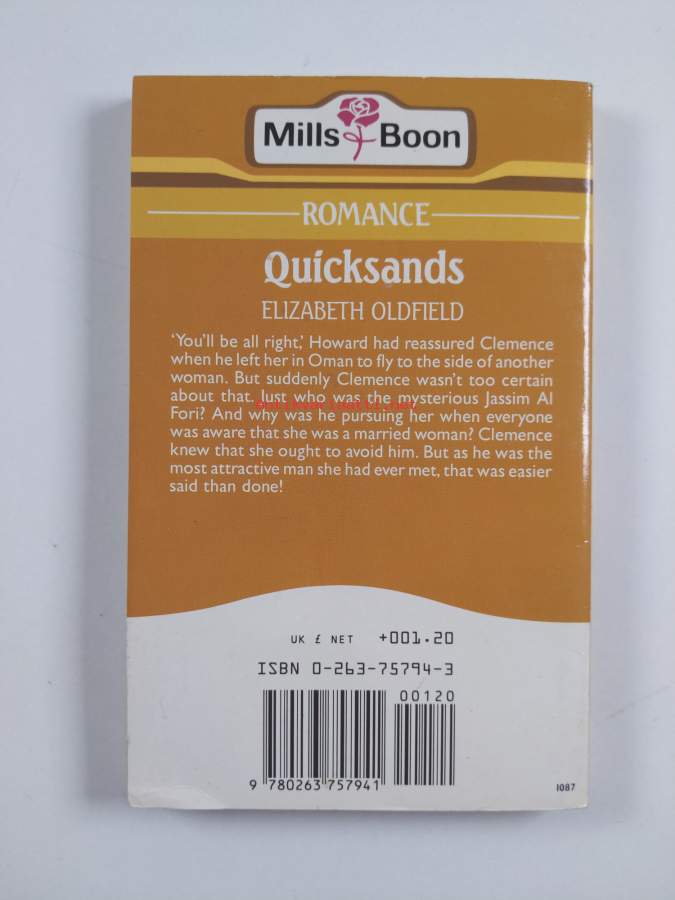 Mills & Boon
ROMANCE
Quicksands
ELIZABETH OLDFIELD
'You'll be all right,' Howard had reassured Clemence
when he left her in Oman to fly to the side of another
woman. But suddenly Clemence wasn't too certain
about that. Just who was the mysterious Jassim Al
Fori? And why was he pursuing her when everyone
was aware that she was a married woman? Clemence
knew that she ought to avoid him. But as he was the
most attractive man she had ever met, that was easier
said than done!
UK £ NET +001.20
ISBN 0-263-75794-3
00120
9 780263 757941
1087